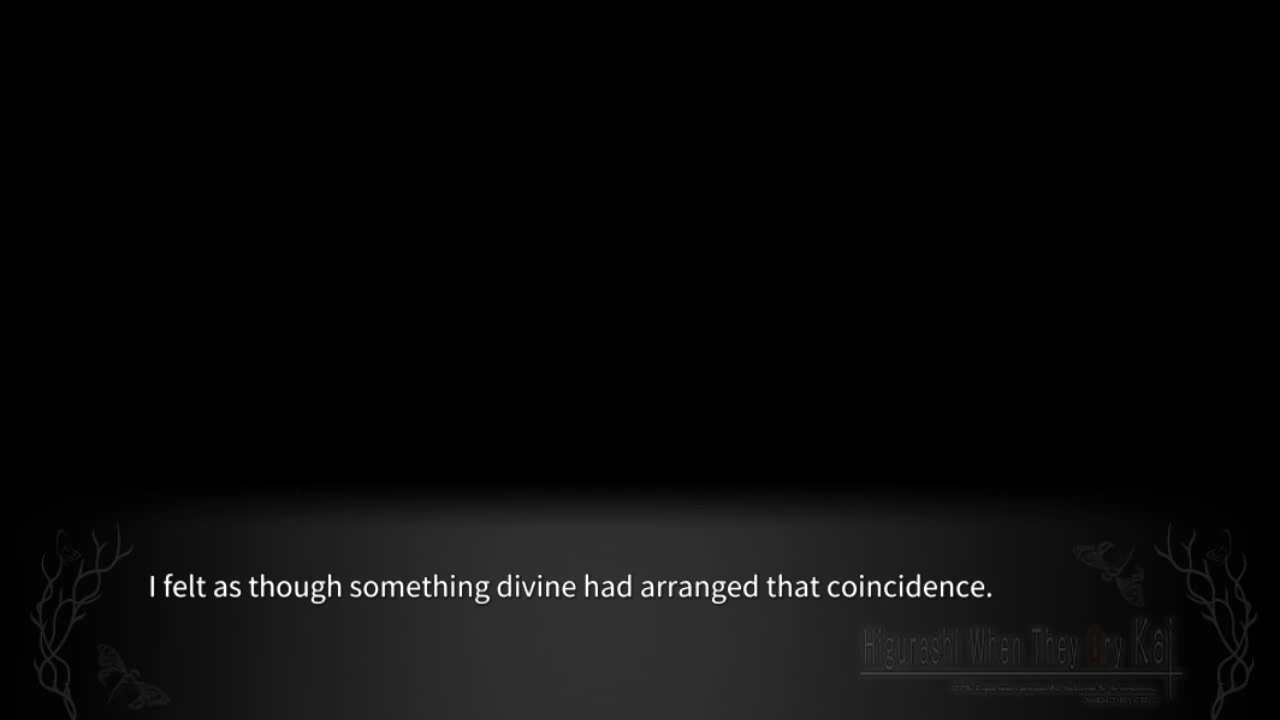 I felt as though something divine had arranged that coincidence.
Higurashi When They Cry Kai